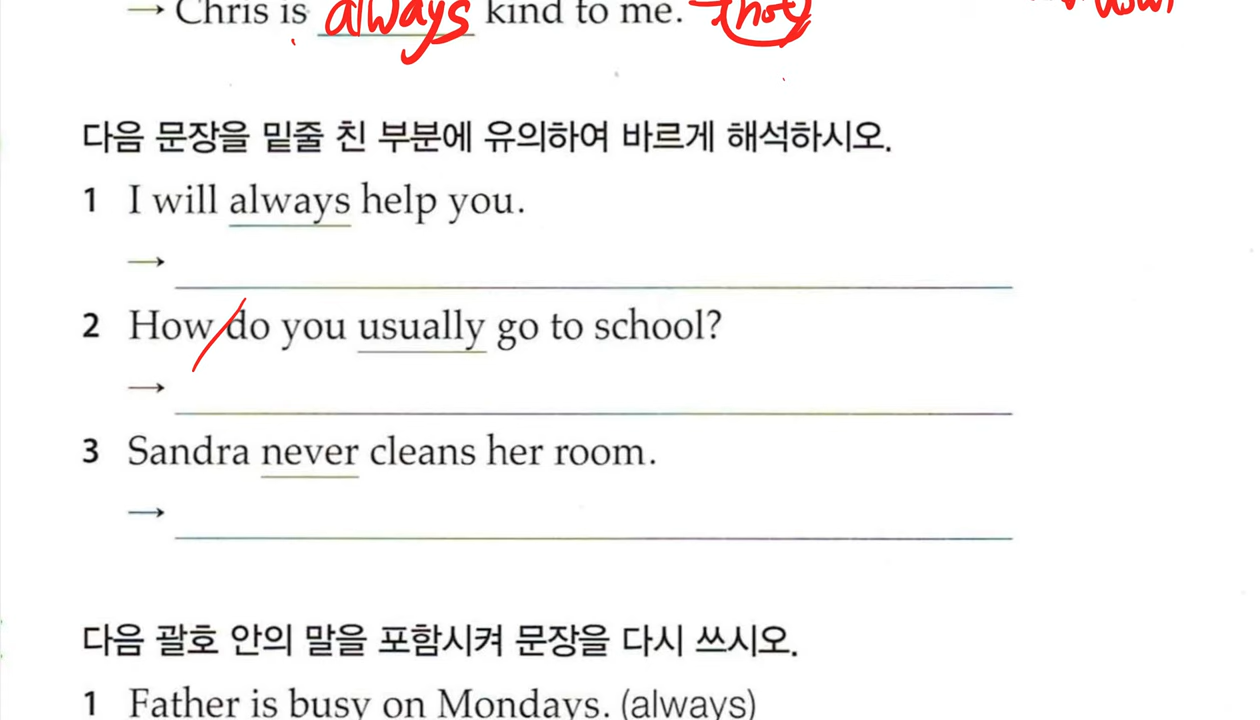 → Chris is always kind to me. (not)
다음 문장을 밑줄 친 부분에 유의하여 바르게 해석하시오.
1 I will always help you.
→
2 How do you usually go to school?
→
3 Sandra never cleans her room.
→
다음 괄호 안의 말을 포함시켜 문장을 다시 쓰시오.
1 Father is busy on Mondays. (always)